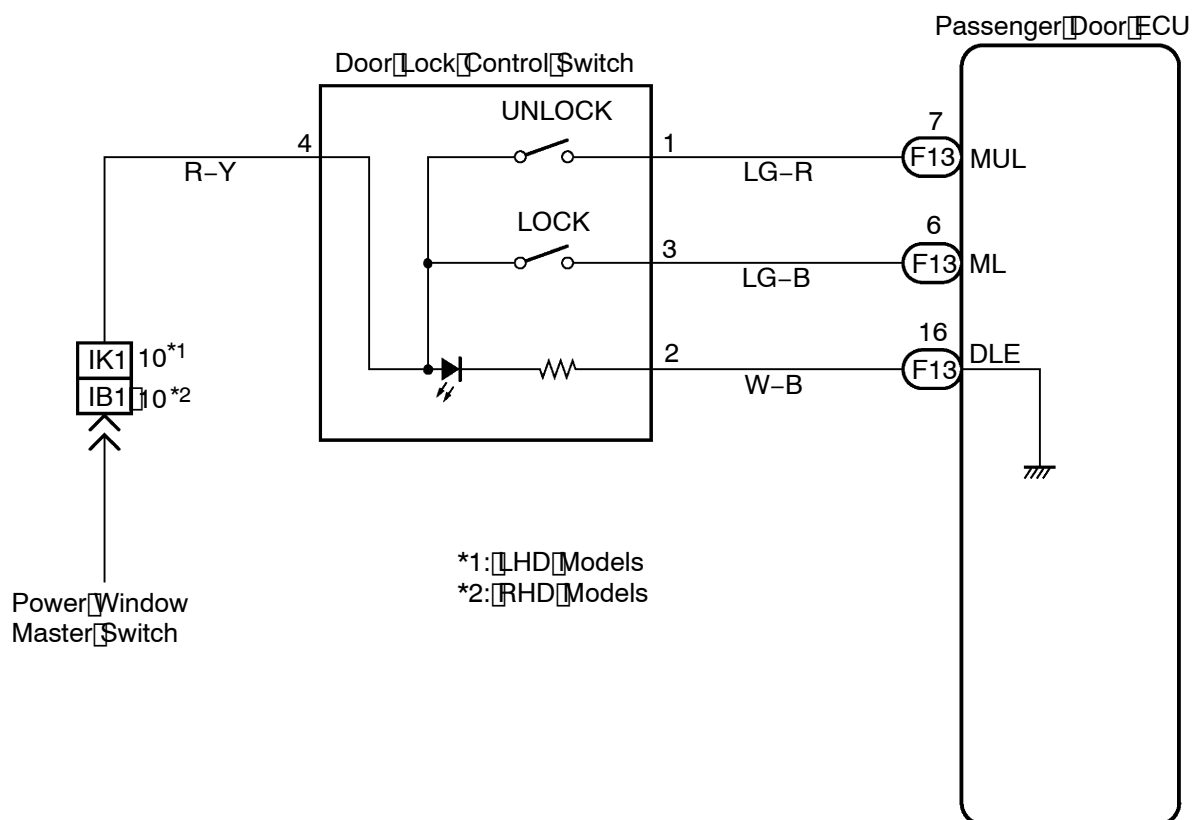 Passenger Door ECU
Door Lock Control Switch
UNLOCK
7
4
1
F13
MUL
R–Y
LG–R
LOCK
6
3
F13
ML
LG–B
16
IK1
10*1
2
DLE
F13
W–B
IB1
10*2
*1: LHD Models
*2: RHD Models
Power Window
Master Switch